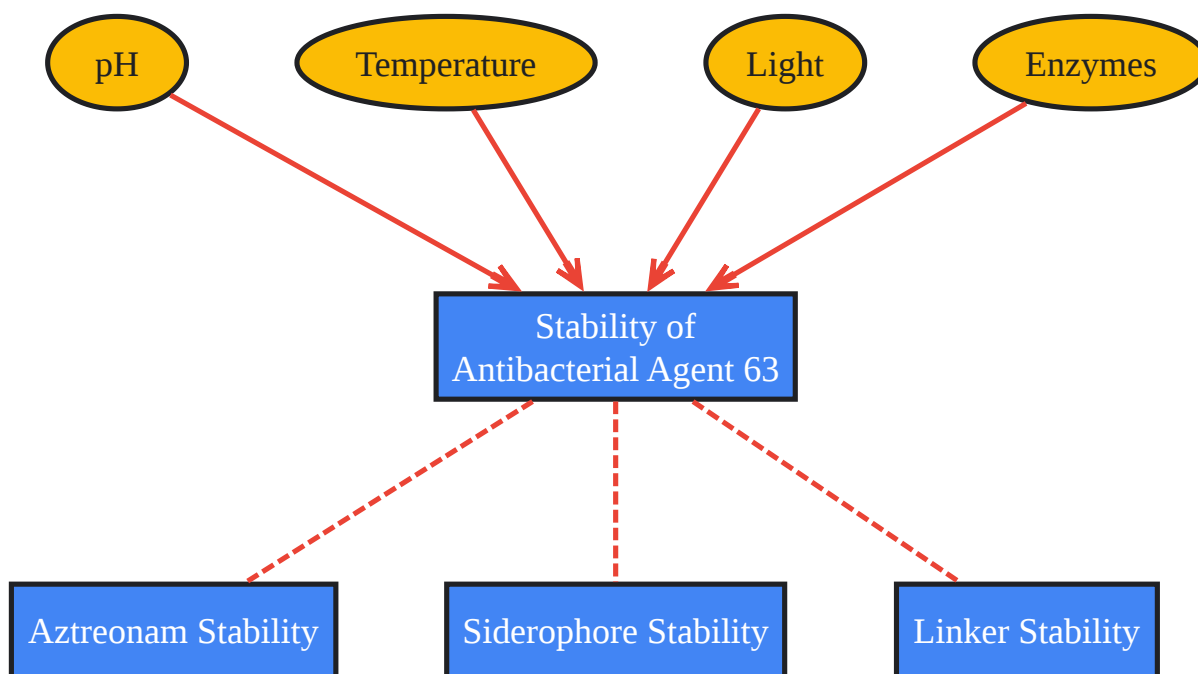 pH
Temperature
Light
Enzymes
Stability of
Antibacterial Agent 63
Aztreonam Stability
Siderophore Stability
Linker Stability